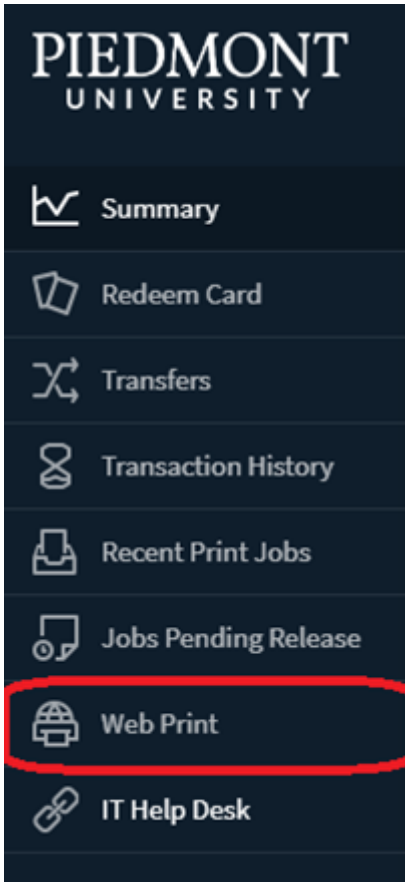 PIEDMONT
UNIVERSITY
Summary
Redeem Card
Transfers
Transaction History
Recent Print Jobs
Jobs Pending Release
Web Print
IT Help Desk